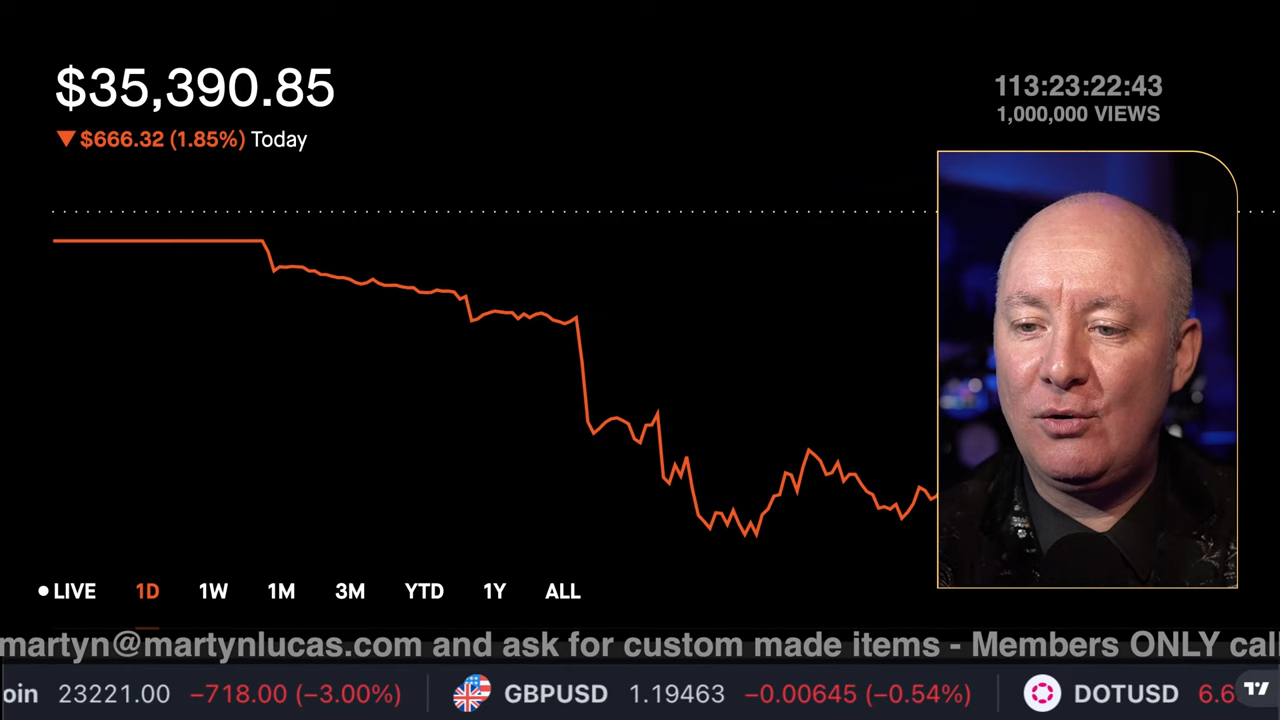 $35,390.85
▼$666.32 (1.85%) Today
113:23:22:43
1,000,000 VIEWS
LIVE 1D 1W 1M 3M YTD 1Y ALL
martyn@martynlucas.com and ask for custom made items - Members ONLY call
oin 23221.00 −718.00 (−3.00%) GBPUSD 1.19463 −0.00645 (−0.54%) DOTUSD 6.6